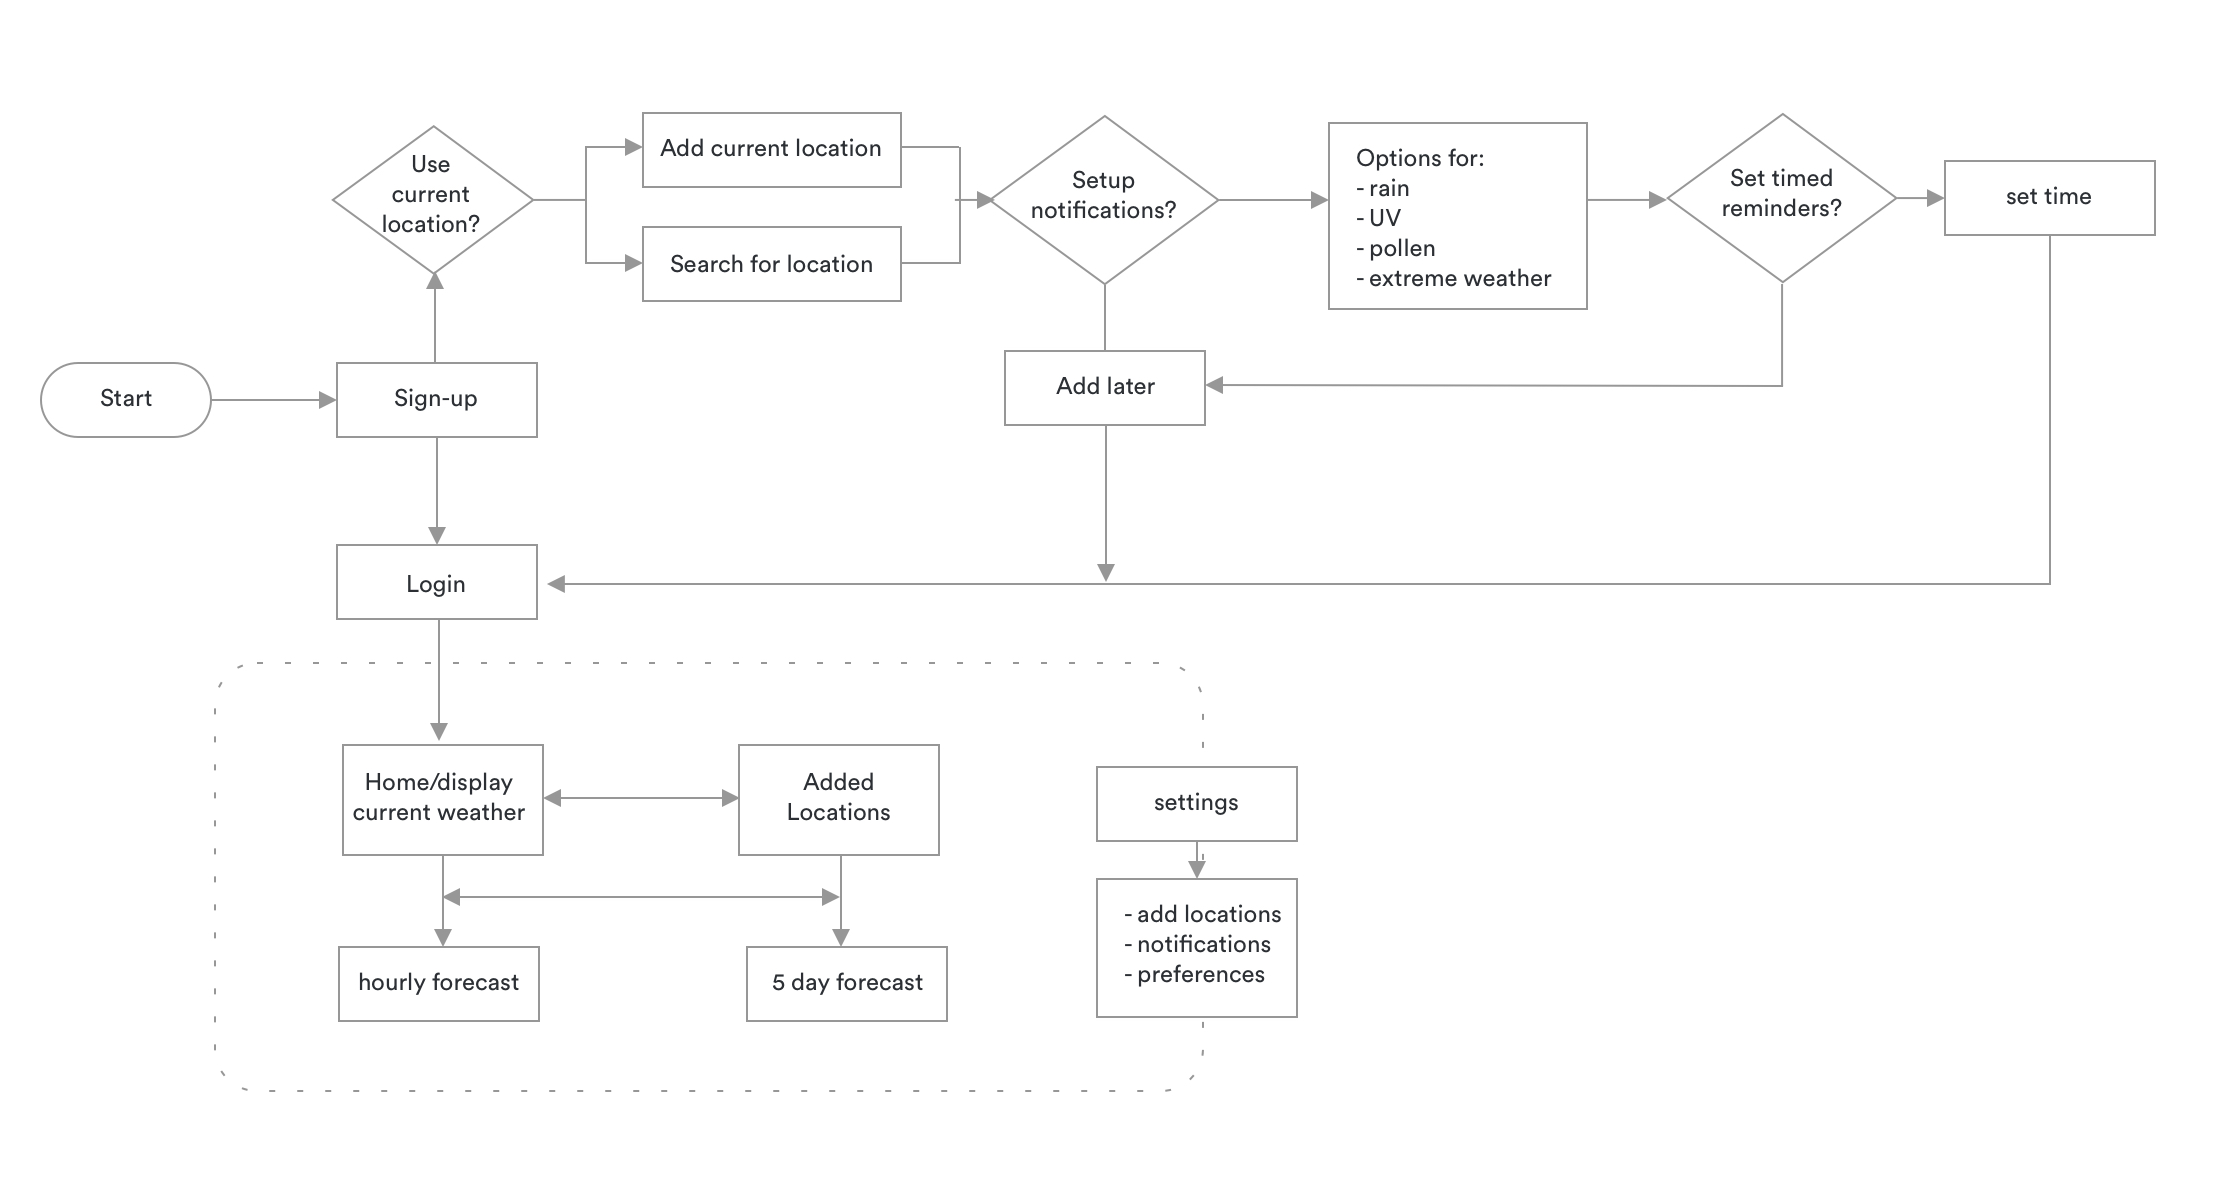 Use
current
location?
Add current location
Search for location
Setup
notifications?
Options for:
- rain
- UV
- pollen
- extreme weather
Set timed
reminders?
set time
Start
Sign-up
Add later
Login
Home/display
current weather
Added
Locations
settings
hourly forecast
5 day forecast
- add locations
- notifications
- preferences